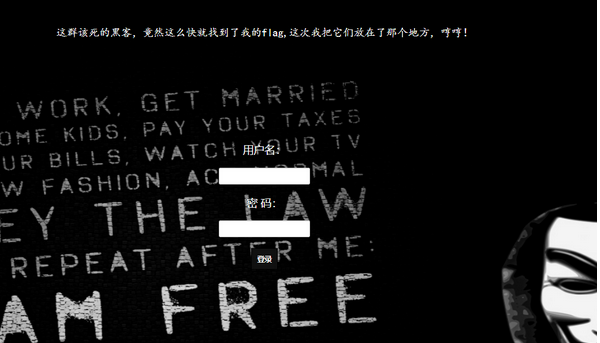 这群该死的黑客，竟然这么快就找到了我的flag,这次我把它们放在了那个地方，哼哼！
WORK, GET MARRIED
OME KIDS, PAY YOUR TAXES
UR BILLS, WATCH YOUR TV
用户名：
W FASHION, AC NORMAL
EY THE LAW
密 码：
REPEAT AFTER ME:
登录
AM FREE